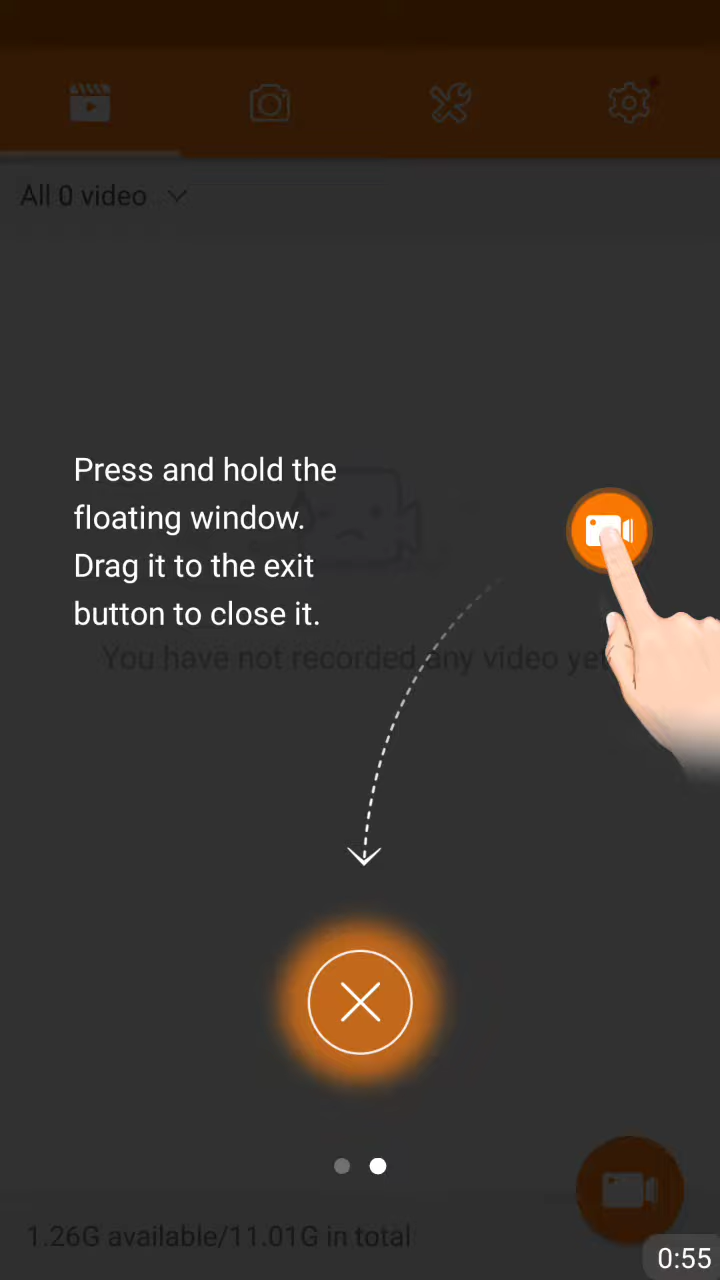 All 0 video
Press and hold the
floating window.
Drag it to the exit
button to close it.
You have not recorded any video yet
1.26G available/11.01G in total
0:55